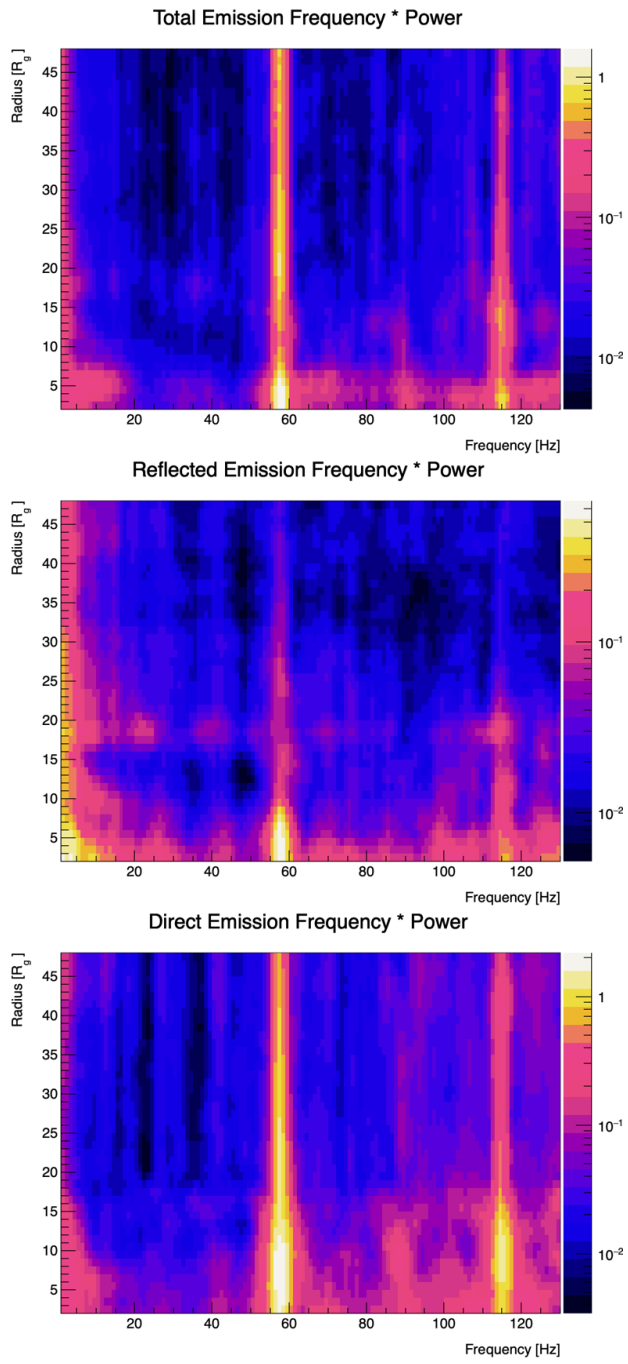 Total Emission Frequency * Power
Radius [R_g]
45
40
35
30
25
20
15
10
5
20 40 60 80 100 120
Frequency [Hz]
1
10⁻¹
10⁻²
Reflected Emission Frequency * Power
Radius [R_g]
45
40
35
30
25
20
15
10
5
20 40 60 80 100 120
Frequency [Hz]
10⁻¹
10⁻²
Direct Emission Frequency * Power
Radius [R_g]
45
40
35
30
25
20
15
10
5
20 40 60 80 100 120
Frequency [Hz]
1
10⁻¹
10⁻²